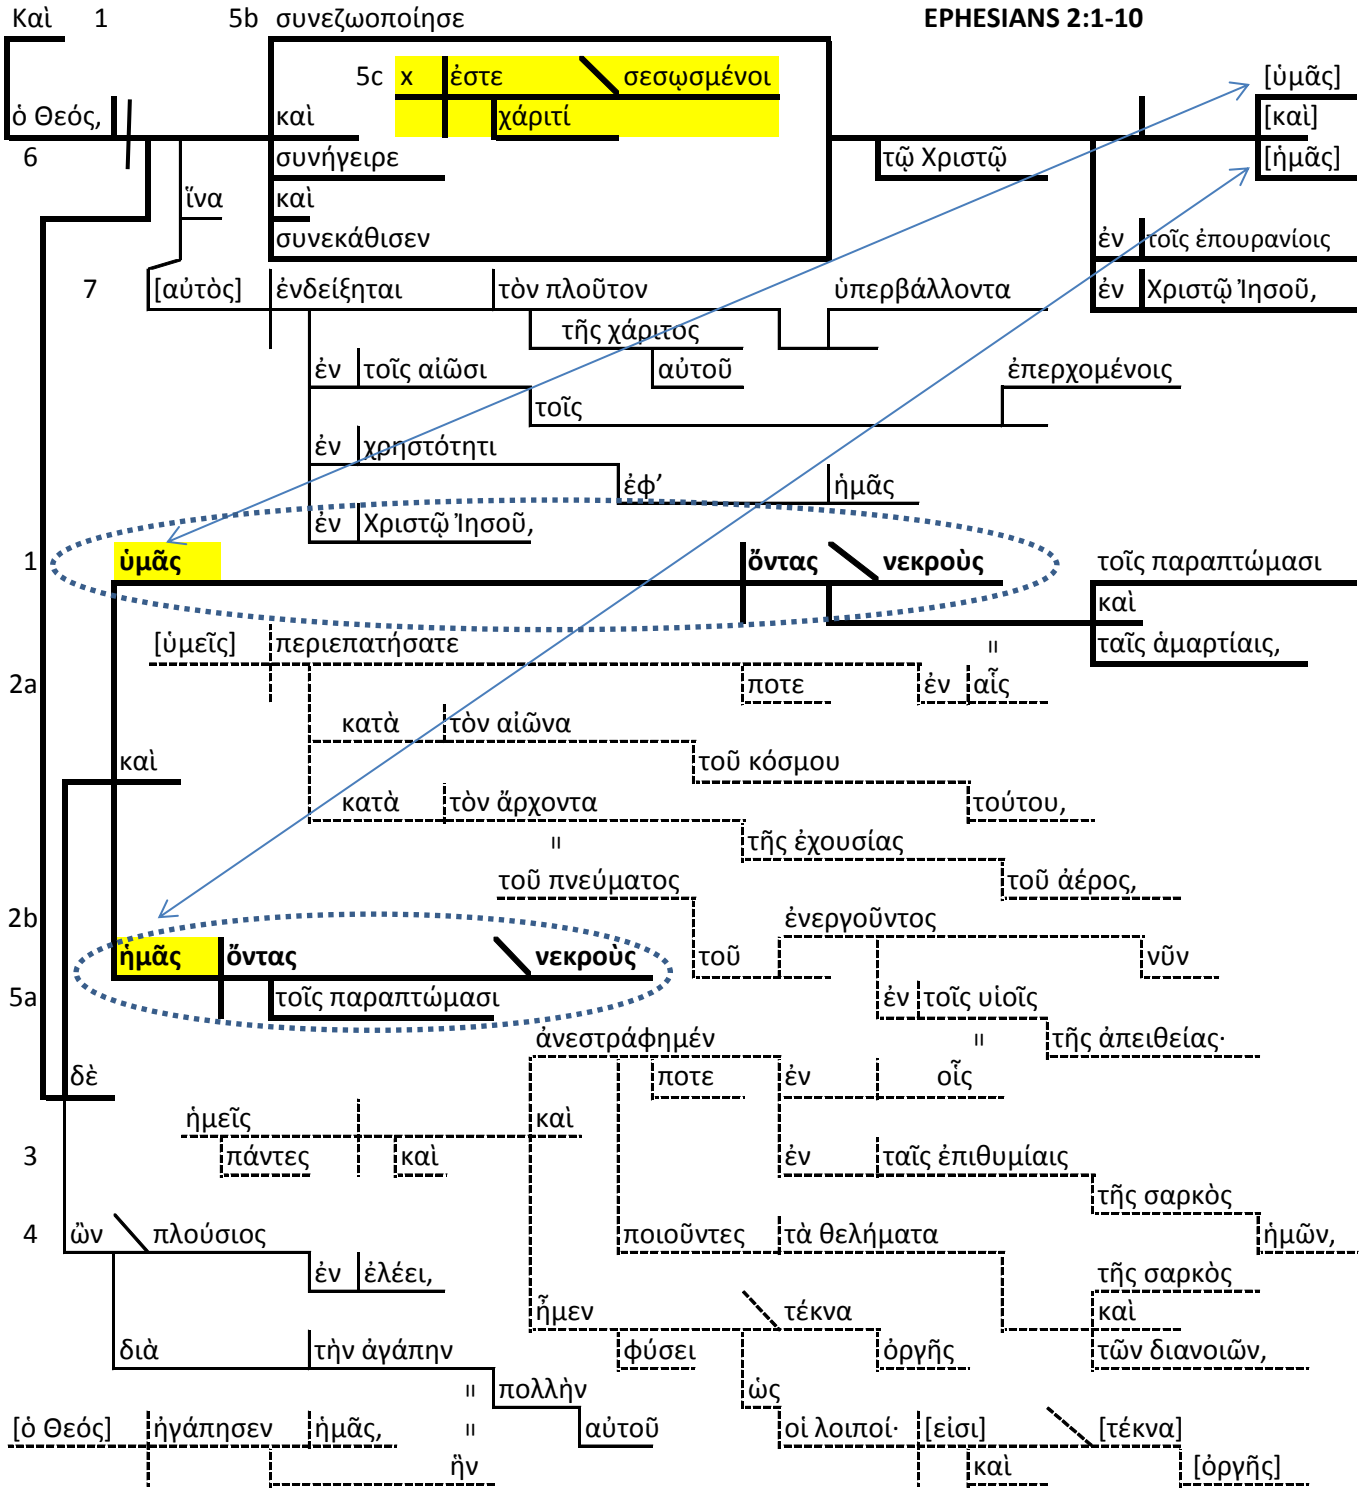 Καὶ 1 5b συνεζωοποίησε EPHESIANS 2:1-10
5c x ἐστε σεσῳσμένοι [ὑμᾶς]
ὁ Θεός, καὶ χάριτί [καὶ]
6 συνήγειρε τῷ Χριστῷ [ἡμᾶς]
ἵνα καὶ
συνεκάθισεν ἐν τοῖς ἐπουρανίοις
7 [αὐτὸς] ἐνδείξηται τὸν πλοῦτον ὑπερβάλλοντα ἐν Χριστῷ Ἰησοῦ,
τῆς χάριτος
ἐν τοῖς αἰῶσι αὐτοῦ ἐπερχομένοις
τοῖς
ἐν χρηστότητι
ἐφ’ ἡμᾶς
ἐν Χριστῷ Ἰησοῦ,
1 ὑμᾶς ὄντας νεκροὺς τοῖς παραπτώμασι
καὶ
[ὑμεῖς] περιεπατήσατε = ταῖς ἁμαρτίαις,
2a ποτε ἐν αἷς
κατὰ τὸν αἰῶνα
καὶ τοῦ κόσμου
κατὰ τὸν ἄρχοντα τούτου,
= τῆς ἐχουσίας
τοῦ πνεύματος τοῦ ἀέρος,
2b ἐνεργοῦντος
ἡμᾶς ὄντας νεκροὺς τοῦ νῦν
5a τοῖς παραπτώμασι ἐν τοῖς υἱοῖς
ἀνεστράφημέν = τῆς ἀπειθείας·
δὲ ποτε ἐν οἷς
ἡμεῖς καὶ
3 πάντες καὶ ἐν ταῖς ἐπιθυμίαις
τῆς σαρκὸς
4 ὢν πλούσιος ποιοῦντες τὰ θελήματα ἡμῶν,
ἐν ἐλέει, τῆς σαρκὸς
ἦμεν τέκνα καὶ
διὰ τὴν ἀγάπην φύσει ὀργῆς τῶν διανοιῶν,
= πολλὴν ὡς
[ὁ Θεός] ἠγάπησεν ἡμᾶς, = αὐτοῦ οἱ λοιποί· [εἰσι] [τέκνα]
ἣν καὶ [ὀργῆς]